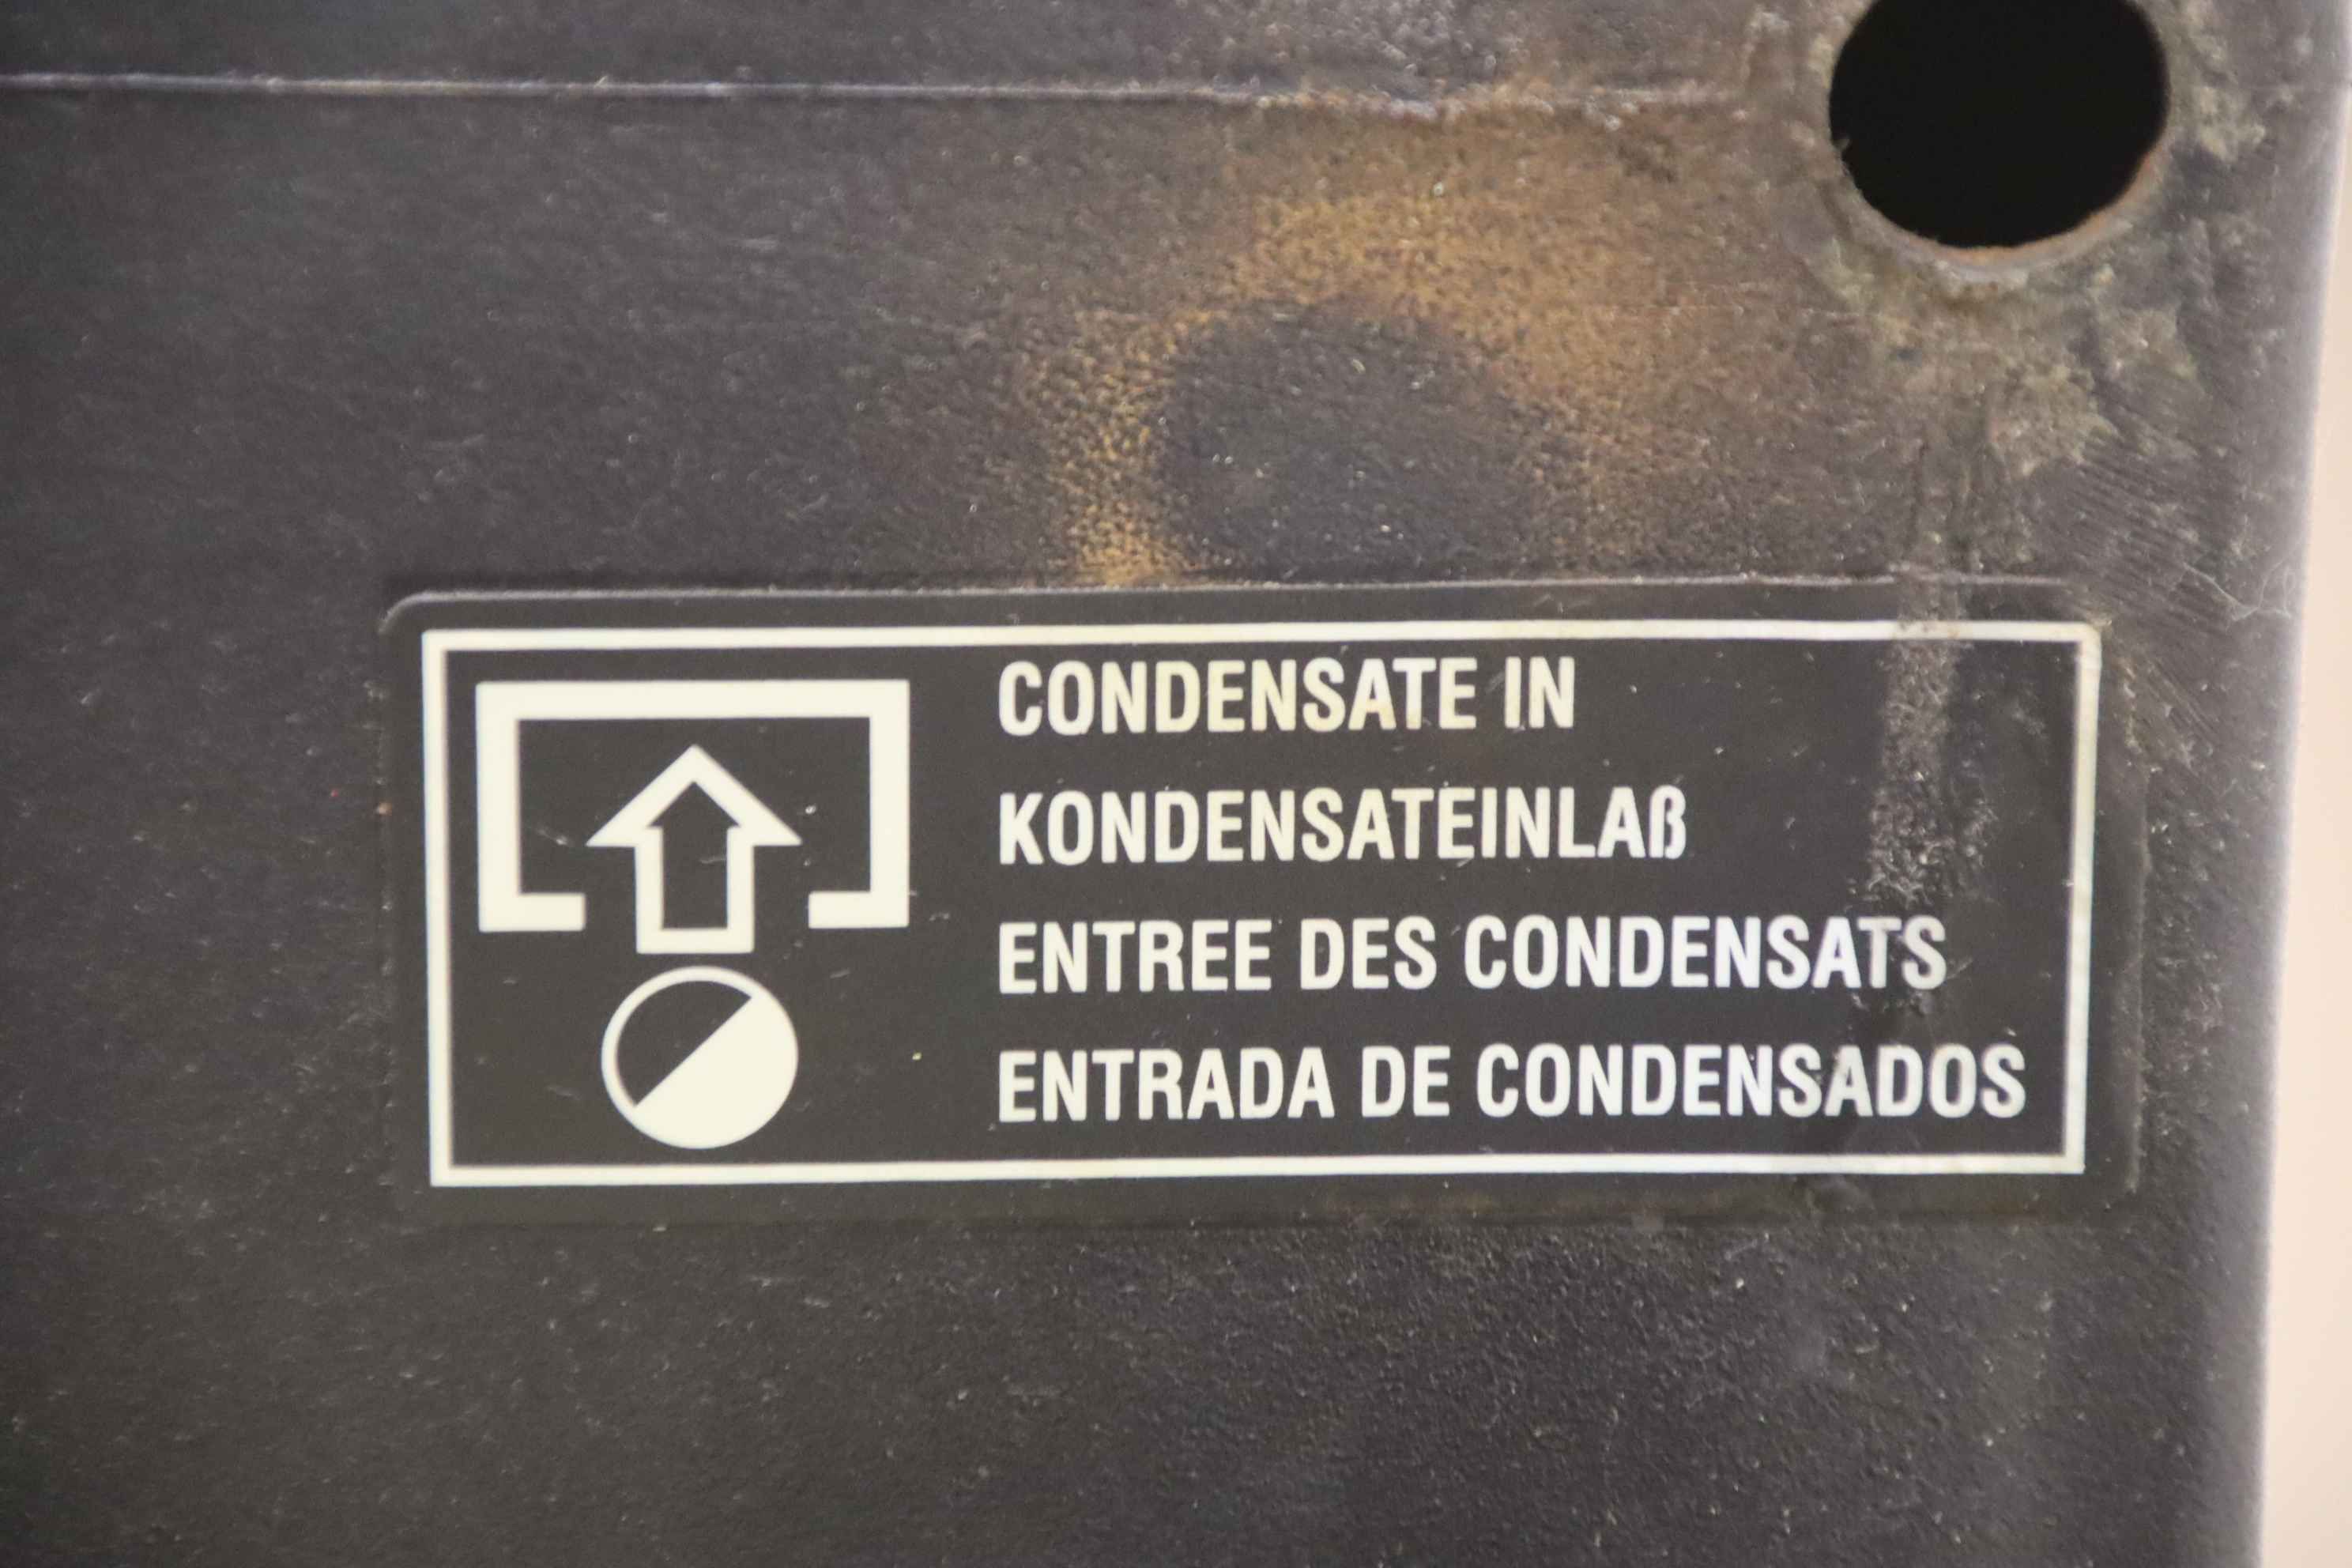 CONDENSATE IN
KONDENSATEINLAß
ENTREE DES CONDENSATS
ENTRADA DE CONDENSADOS